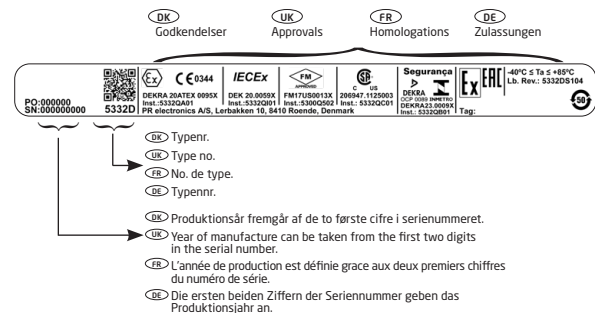 DK UK FR DE
Godkendelser Approvals Homologations Zulassungen
Ex CE0344 IECEx FM APPROVED CSA C US Segurança DEKRA INMETRO OCP 0089 Ex EAC -40°C ≤ Ta ≤ +85°C
Lb. Rev.: 5332DS104
DEKRA 20ATEX 0095X DEK 20.0059X FM17US0013X 206947.1125003 DEKRA23.0009X
PO:000000 Inst.:5332QA01 Inst.:5332QI01 Inst.:5300Q502 Inst.: 5332QC01 Inst.: 5332QB01 Tag: 50
SN:000000000 5332D PR electronics A/S, Lerbakken 10, 8410 Roende, Denmark
DK Typenr.
UK Type no.
FR No. de type.
DE Typennr.
DK Produktionsår fremgår af de to første cifre i serienummeret.
UK Year of manufacture can be taken from the first two digits
in the serial number.
FR L'année de production est définie grace aux deux premiers chiffres
du numéro de série.
DE Die ersten beiden Ziffern der Seriennummer geben das
Produktionsjahr an.